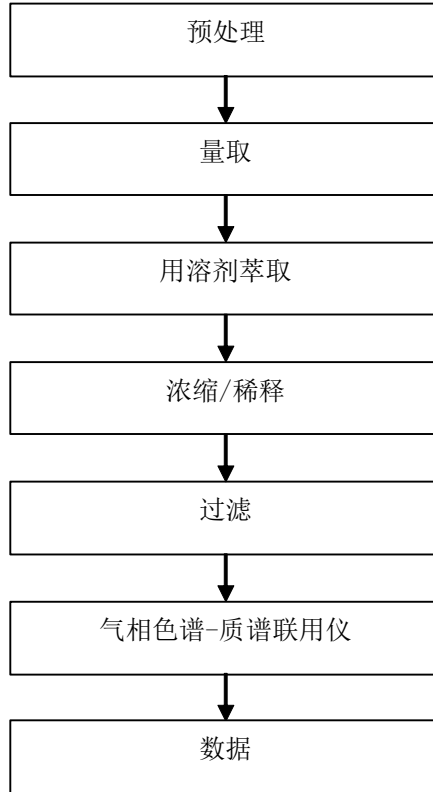 预处理
量取
用溶剂萃取
浓缩/稀释
过滤
气相色谱-质谱联用仪
数据